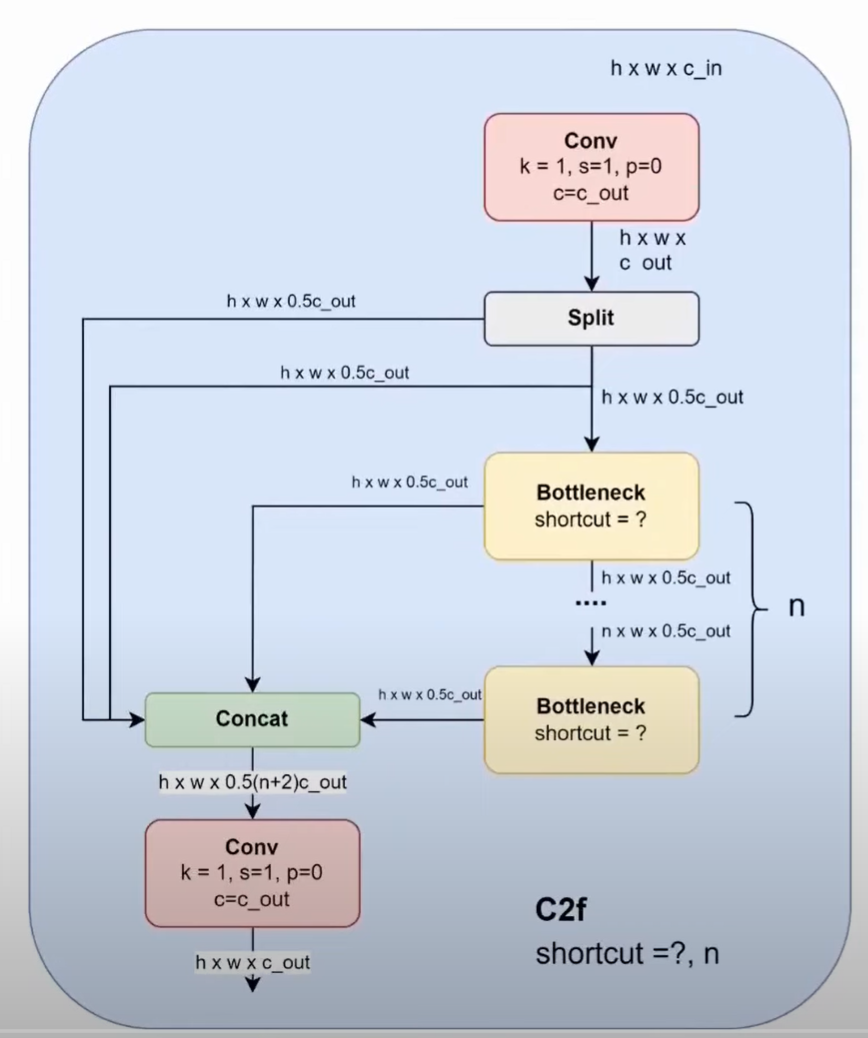 h x w x c_in
Conv
k = 1, s=1, p=0
c=c_out
h x w x
c out
h x w x 0.5c_out
Split
h x w x 0.5c_out
h x w x 0.5c_out
h x w x 0.5c_out
Bottleneck
shortcut = ?
h x w x 0.5c_out
....
n x w x 0.5c_out
n
h x w x 0.5c_out
Bottleneck
shortcut = ?
Concat
h x w x 0.5(n+2)c_out
Conv
k = 1, s=1, p=0
c=c_out
h x w x c_out
C2f
shortcut =?, n